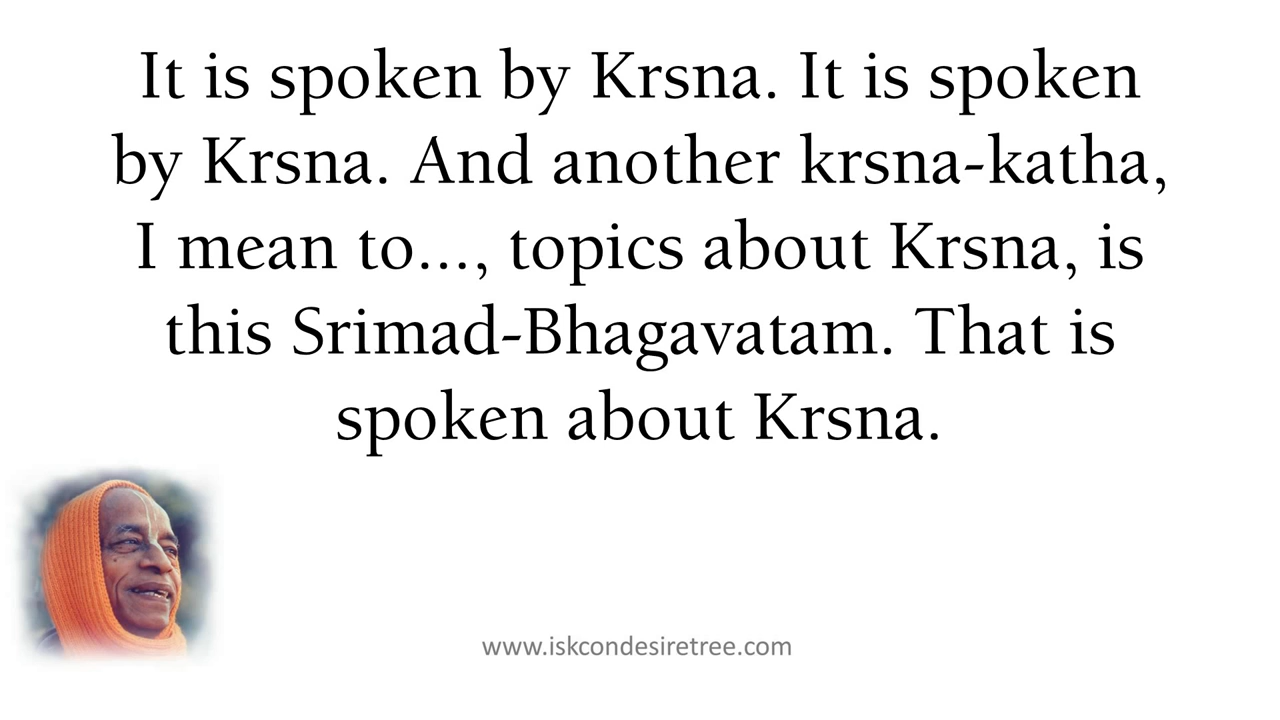 It is spoken by Krsna. It is spoken
by Krsna. And another krsna-katha,
I mean to..., topics about Krsna, is
this Srimad-Bhagavatam. That is
spoken about Krsna.
www.iskcondesiretree.com